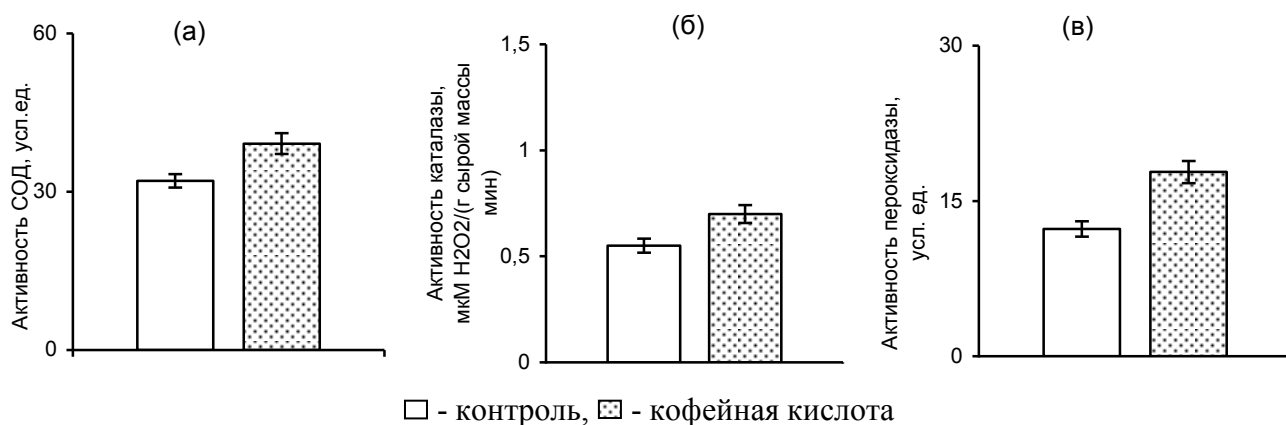 (а)
Активность СОД, усл.ед.
60
30
0
(б)
Активность каталазы,
мкМ H2O2/(г сырой массы
мин)
1,5
1
0,5
0
(в)
Активность пероксидазы,
усл. ед.
30
15
0
- контроль, - кофейная кислота